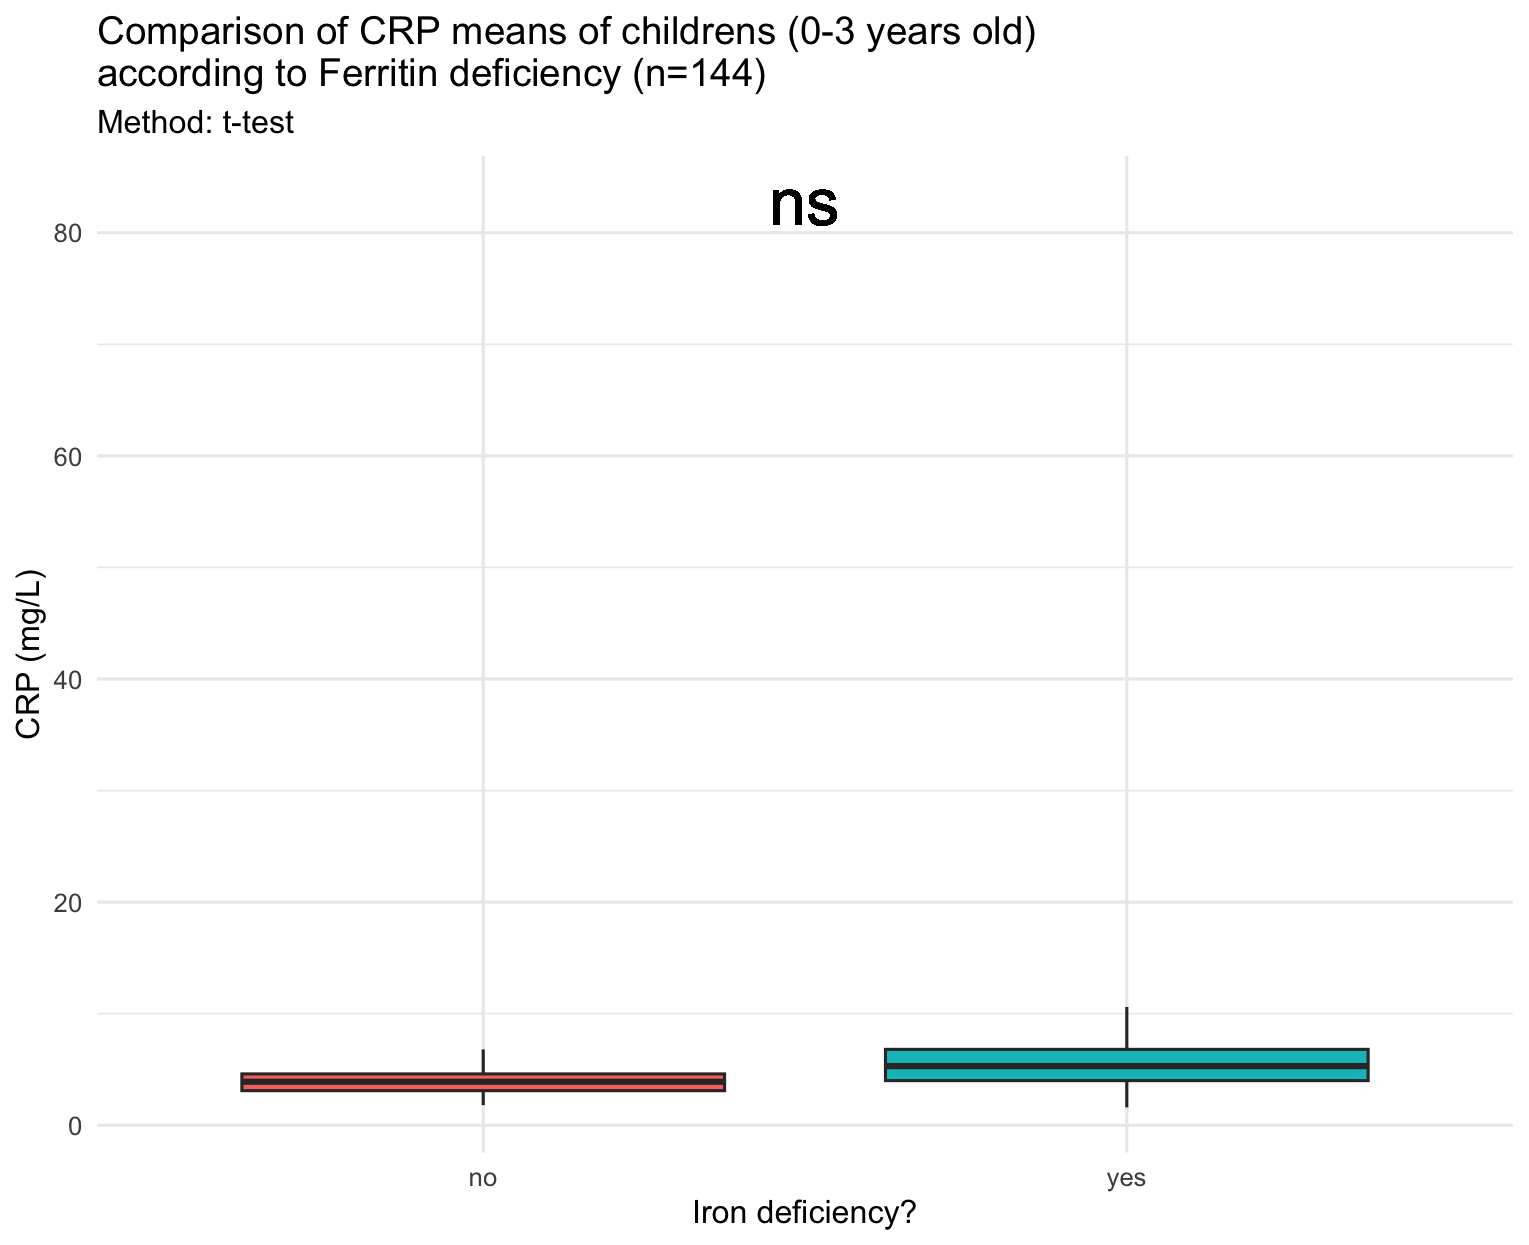 Comparison of CRP means of childrens (0-3 years old)
according to Ferritin deficiency (n=144)
Method: t-test
ns
80
60
40
20
0
CRP (mg/L)
no
yes
Iron deficiency?